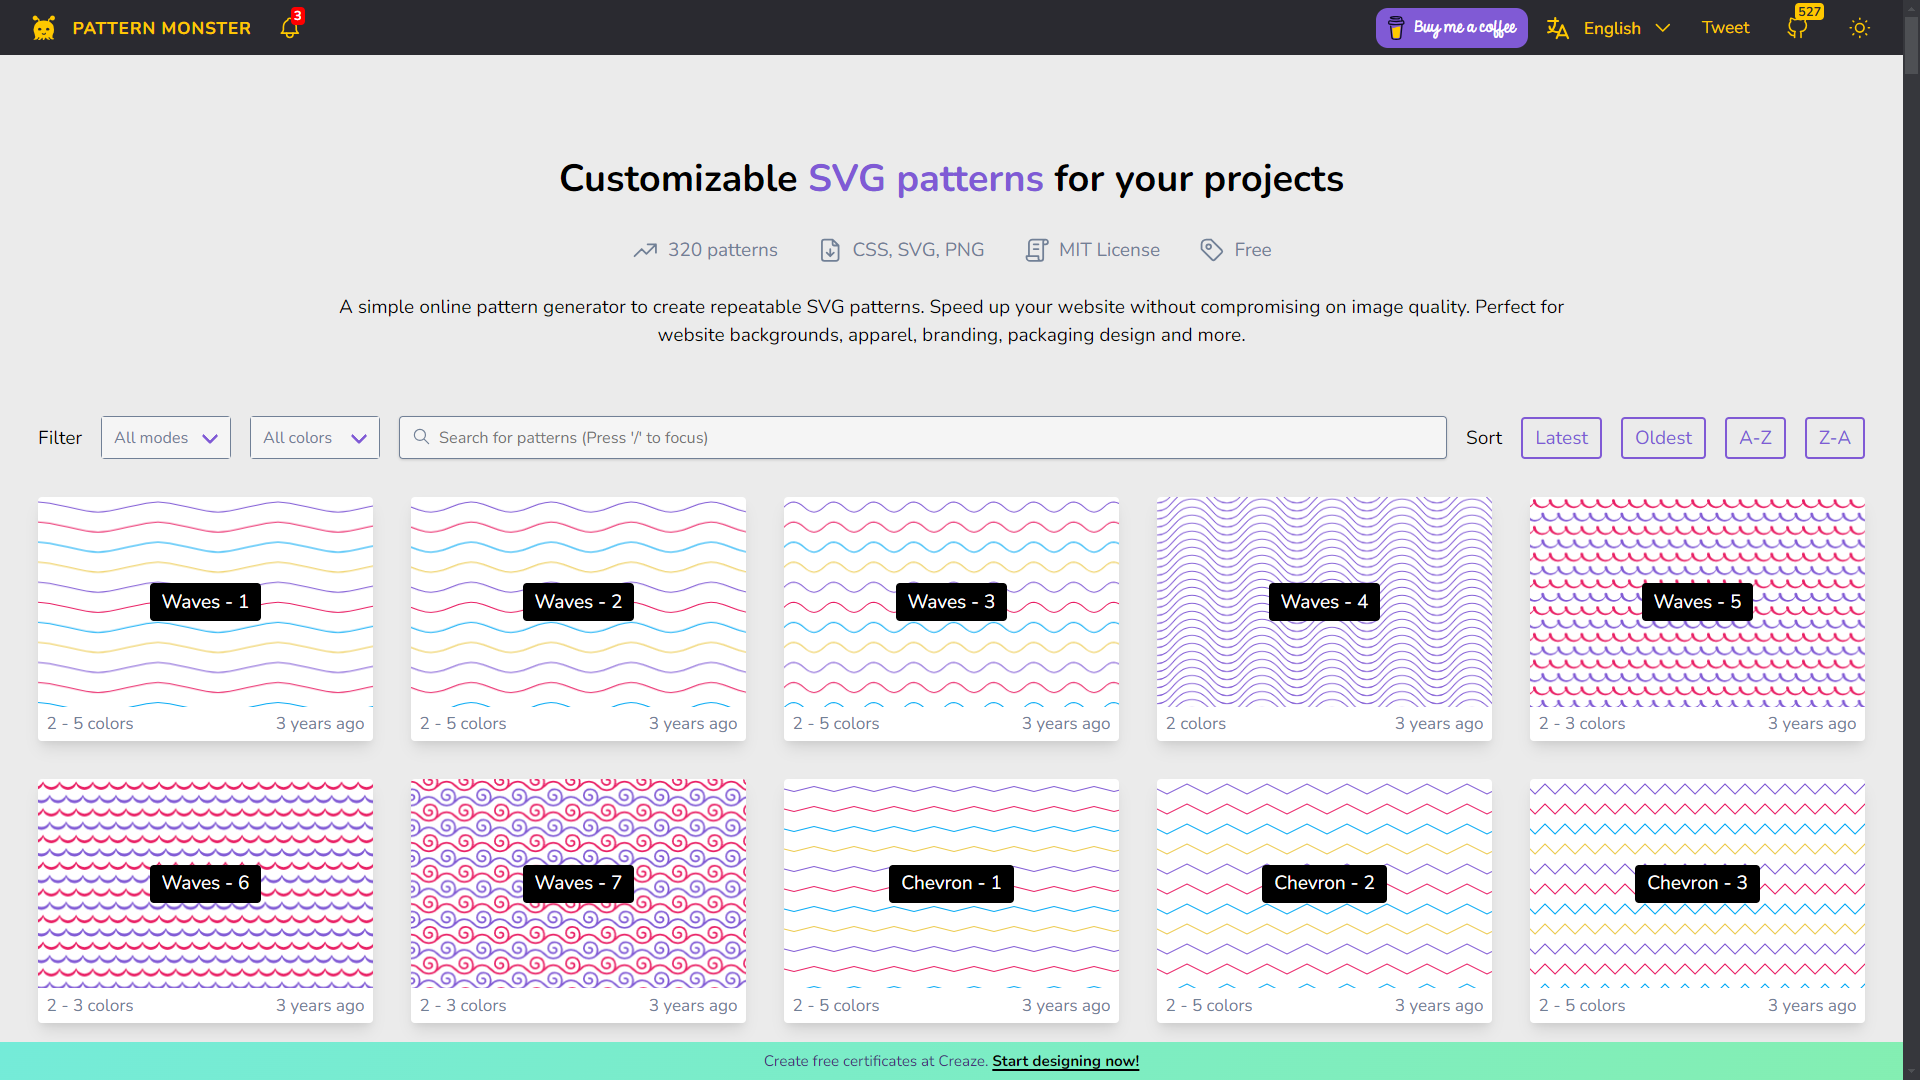 PATTERN MONSTER
3
Buy me a coffee
English
Tweet
527
Customizable SVG patterns for your projects
320 patterns
CSS, SVG, PNG
MIT License
Free
A simple online pattern generator to create repeatable SVG patterns. Speed up your website without compromising on image quality. Perfect for
website backgrounds, apparel, branding, packaging design and more.
Filter
All modes
All colors
Search for patterns (Press '/' to focus)
Sort
Latest
Oldest
A-Z
Z-A
Waves - 1
2 - 5 colors
3 years ago
Waves - 2
2 - 5 colors
3 years ago
Waves - 3
2 - 5 colors
3 years ago
Waves - 4
2 colors
3 years ago
Waves - 5
2 - 3 colors
3 years ago
Waves - 6
2 - 3 colors
3 years ago
Waves - 7
2 - 3 colors
3 years ago
Chevron - 1
2 - 5 colors
3 years ago
Chevron - 2
2 - 5 colors
3 years ago
Chevron - 3
2 - 5 colors
3 years ago
Create free certificates at Creaze. Start designing now!